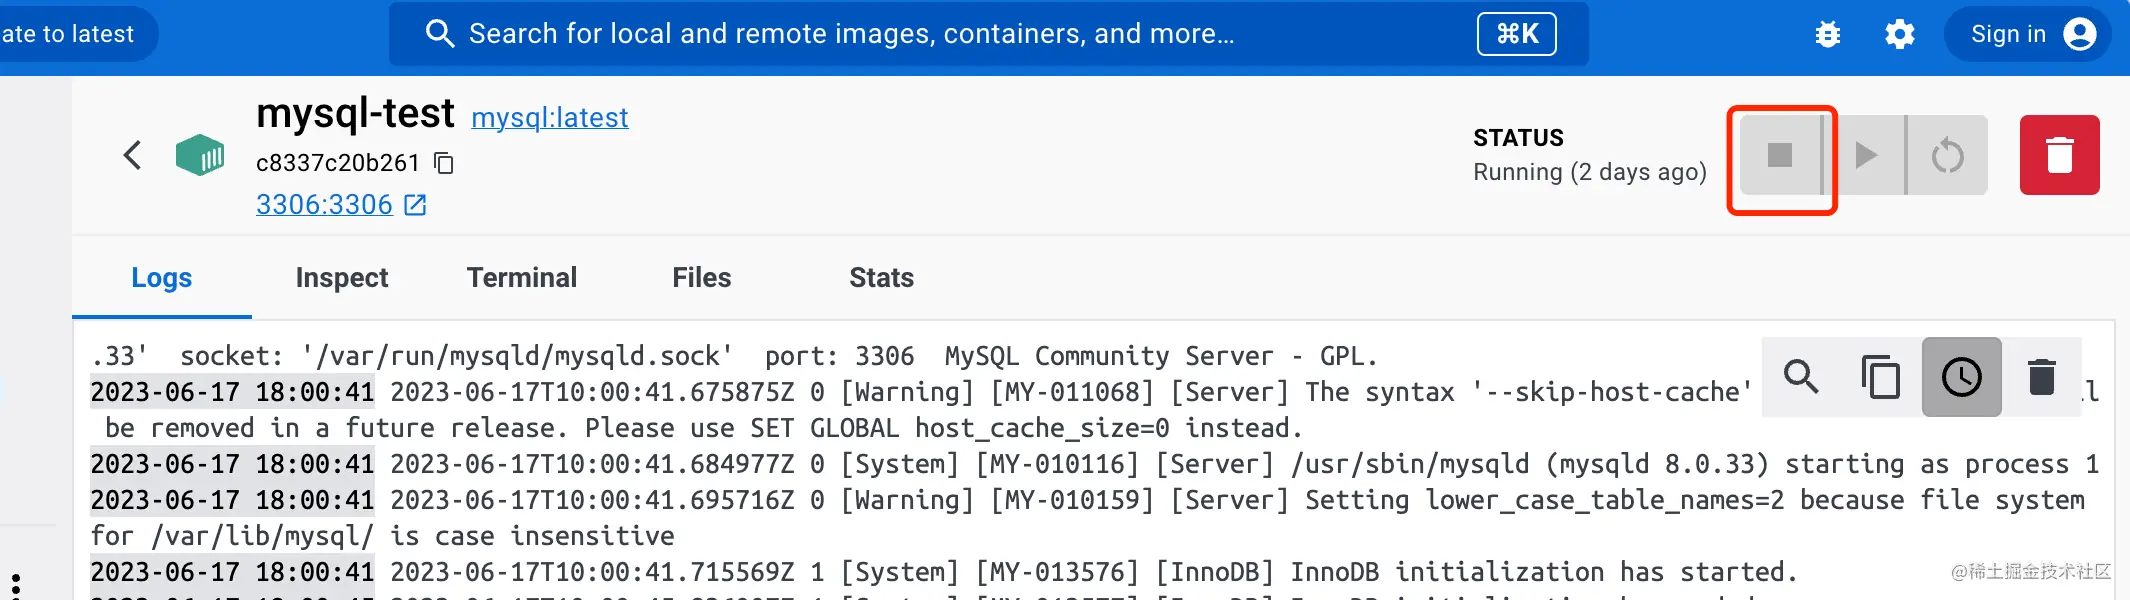 ate to latest
Search for local and remote images, containers, and more...
⌘K
Sign in
mysql-test mysql:latest
c8337c20b261
3306:3306
STATUS
Running (2 days ago)
Logs Inspect Terminal Files Stats
.33'  socket: '/var/run/mysqld/mysqld.sock'  port: 3306  MySQL Community Server - GPL.
2023-06-17 18:00:41 2023-06-17T10:00:41.675875Z 0 [Warning] [MY-011068] [Server] The syntax '--skip-host-cache'
be removed in a future release. Please use SET GLOBAL host_cache_size=0 instead.
2023-06-17 18:00:41 2023-06-17T10:00:41.684977Z 0 [System] [MY-010116] [Server] /usr/sbin/mysqld (mysqld 8.0.33) starting as process 1
2023-06-17 18:00:41 2023-06-17T10:00:41.695716Z 0 [Warning] [MY-010159] [Server] Setting lower_case_table_names=2 because file system
for /var/lib/mysql/ is case insensitive
2023-06-17 18:00:41 2023-06-17T10:00:41.715569Z 1 [System] [MY-013576] [InnoDB] InnoDB initialization has started.
@稀土掘金技术社区